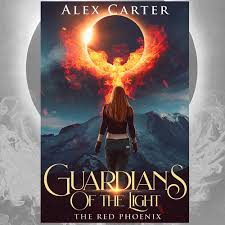 ALEX CARTER
GUARDIANS
OF THE LIGHT
THE RED PHOENIX